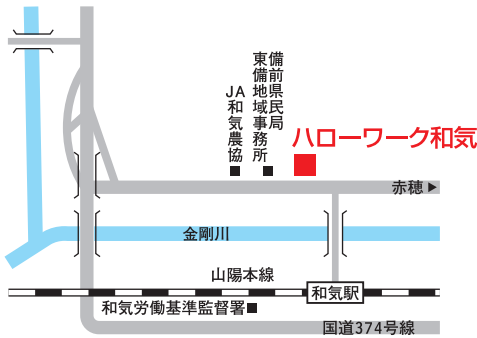 備前県民局
東備地域事務所
JA和気農協
ハローワーク和気
赤穂▶
金剛川
山陽本線
和気駅
和気労働基準監督署
国道374号線